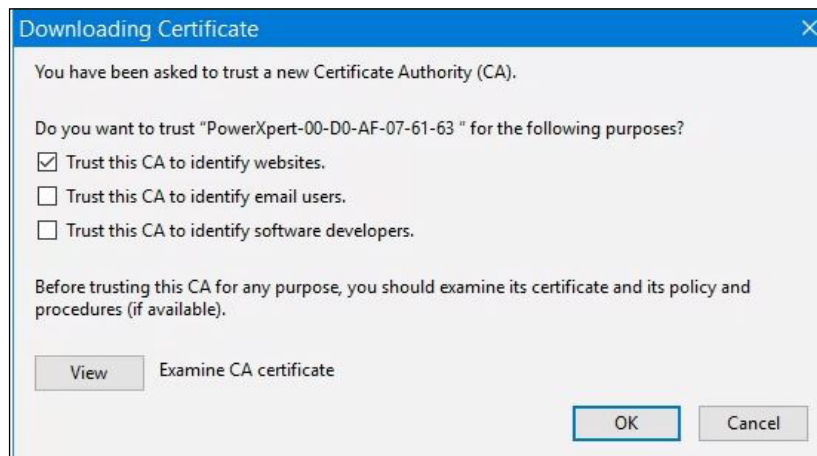 Downloading Certificate
You have been asked to trust a new Certificate Authority (CA).
Do you want to trust “PowerXpert-00-D0-AF-07-61-63 ” for the following purposes?
Trust this CA to identify websites.
Trust this CA to identify email users.
Trust this CA to identify software developers.
Before trusting this CA for any purpose, you should examine its certificate and its policy and
procedures (if available).
View Examine CA certificate
OK Cancel